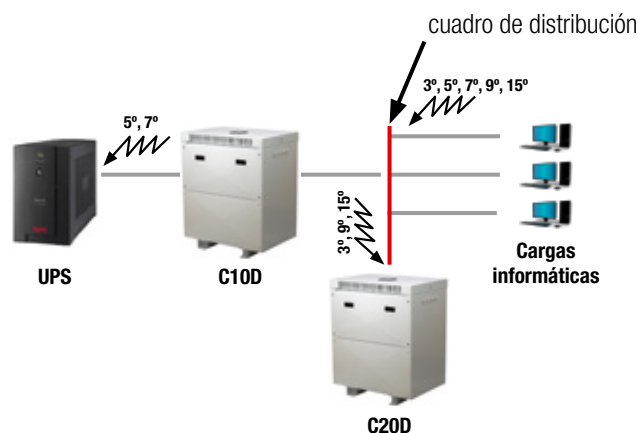 cuadro de distribución
3º, 5º, 7º, 9º, 15º
5º, 7º
3º, 9º, 15º
UPS
C10D
Cargas
informáticas
C20D